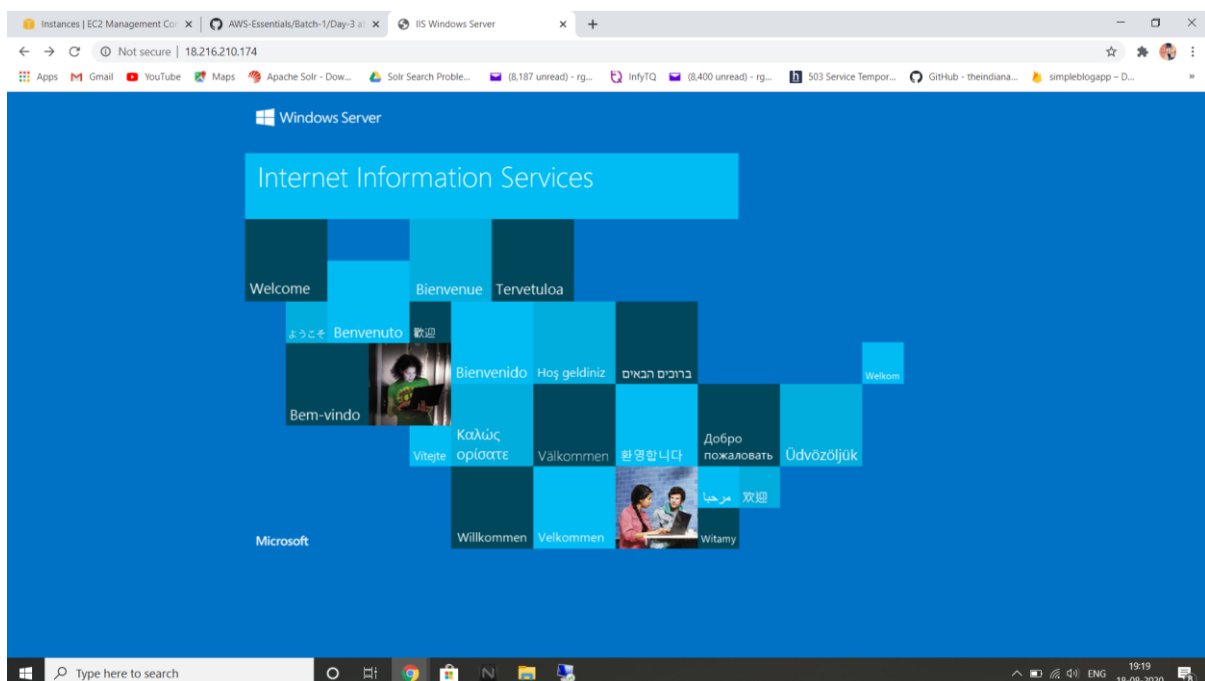 Instances | EC2 Management Con
AWS-Essentials/Batch-1/Day-3 at
IIS Windows Server
Not secure | 18.216.210.174
Apps
Gmail
YouTube
Maps
Apache Solr - Dow...
Solr Search Proble...
(8,187 unread) - rg...
InfyTQ
(8,400 unread) - rg...
503 Service Tempor...
GitHub - theindiana...
simpleblogapp – D...
Windows Server
Internet Information Services
Welcome
Bienvenue
Tervetuloa
ようこそ
Benvenuto
歡迎
Bienvenido
Hoş geldiniz
ברוכים הבאים
Welkom
Bem-vindo
Vítejte
Καλώς
ορίσατε
Välkommen
환영합니다
Добро
пожаловать
Üdvözöljük
مرحبا
欢迎
Microsoft
Willkommen
Velkommen
Witamy
Type here to search
ENG
19:19
18-08-2020